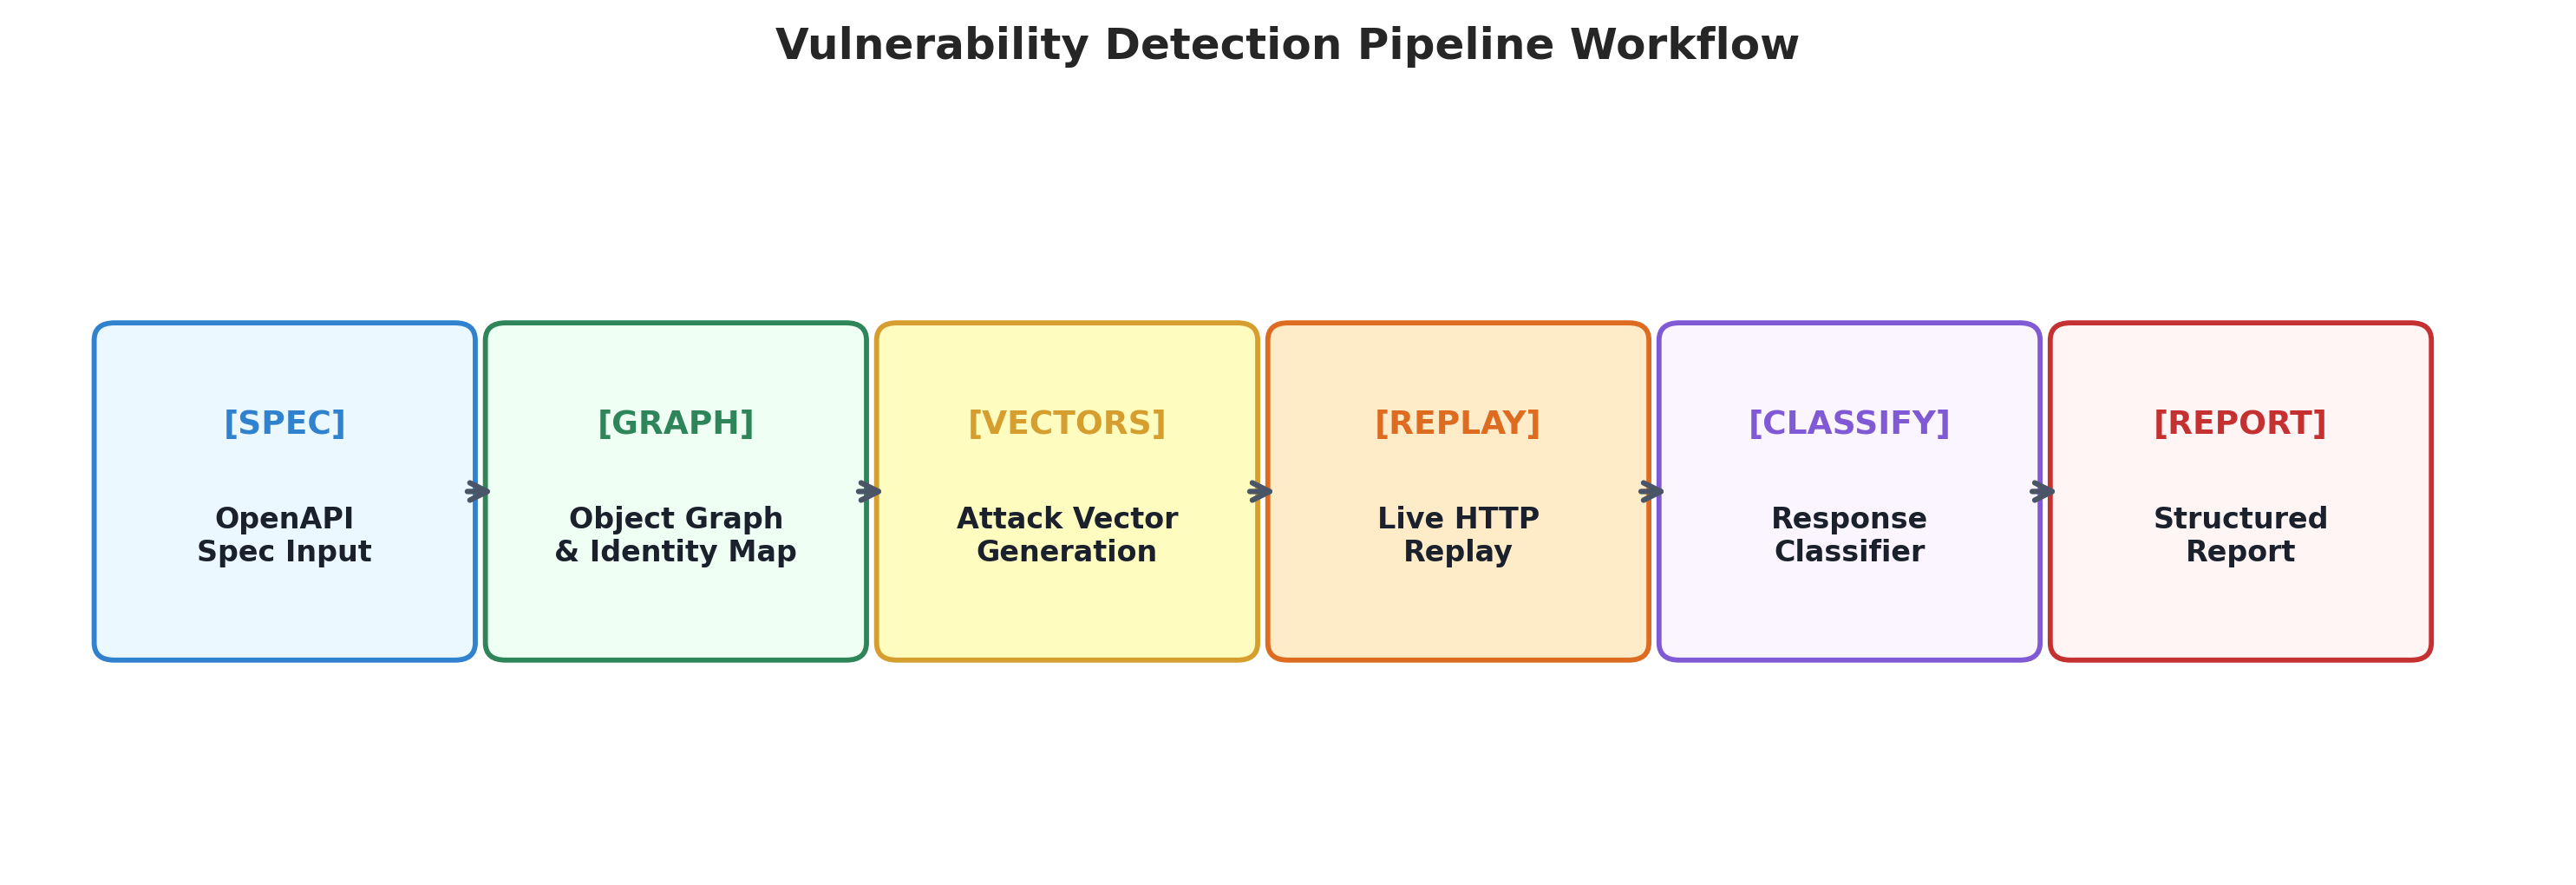 Vulnerability Detection Pipeline Workflow
[SPEC]
OpenAPI
Spec Input
[GRAPH]
Object Graph
& Identity Map
[VECTORS]
Attack Vector
Generation
[REPLAY]
Live HTTP
Replay
[CLASSIFY]
Response
Classifier
[REPORT]
Structured
Report